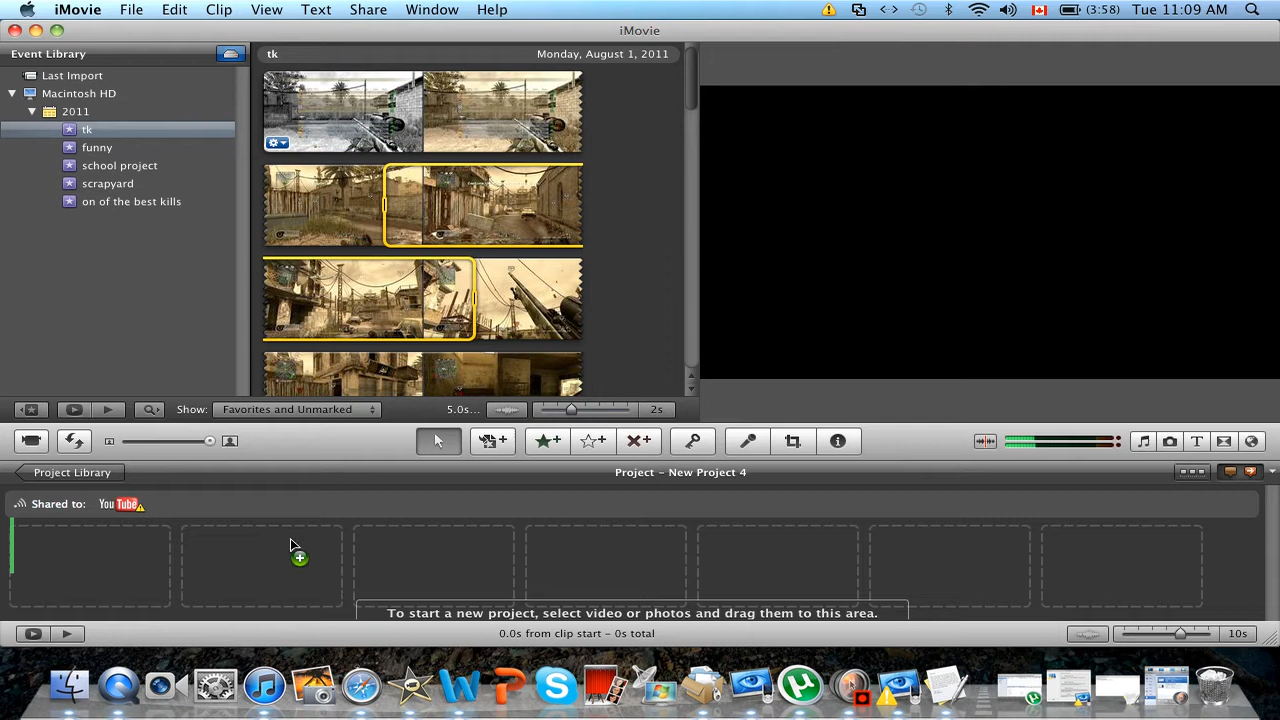 iMovie File Edit Clip View Text Share Window Help (3:58) Tue 11:09 AM
iMovie
Event Library
tk Monday, August 1, 2011
Last Import
Macintosh HD
2011
tk
funny
school project
scrapyard
on of the best kills
Show: Favorites and Unmarked 5.0s... 2s
Project Library Project – New Project 4
Shared to: YouTube
To start a new project, select video or photos and drag them to this area.
0.0s from clip start – 0s total 10s